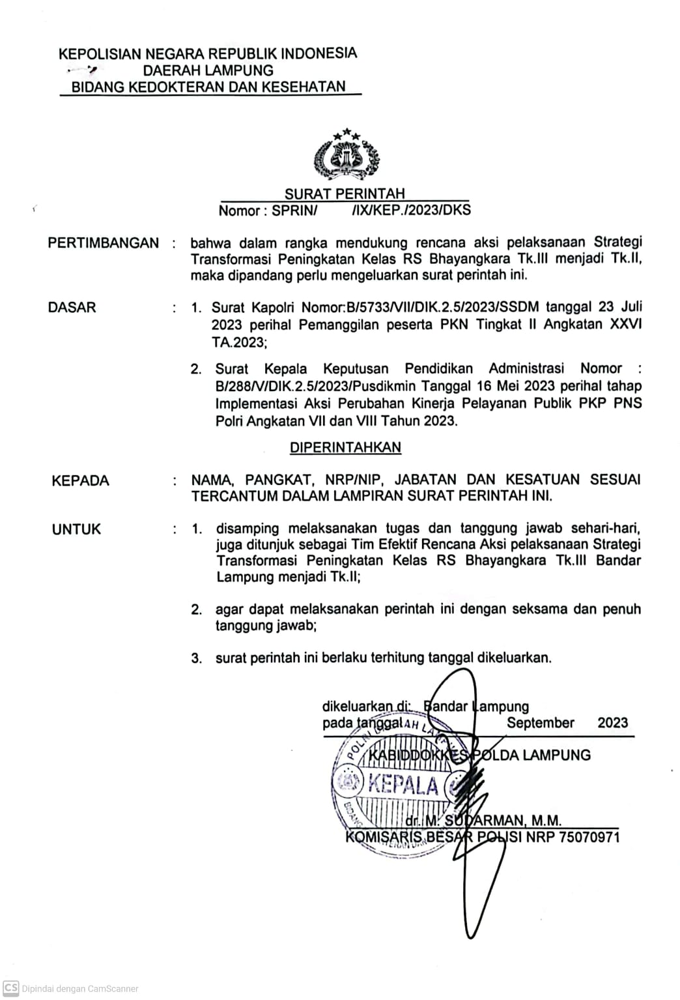 KEPOLISIAN NEGARA REPUBLIK INDONESIA
DAERAH LAMPUNG
BIDANG KEDOKTERAN DAN KESEHATAN
SURAT PERINTAH
Nomor : SPRIN/ /IX/KEP./2023/DKS
PERTIMBANGAN : bahwa dalam rangka mendukung rencana aksi pelaksanaan Strategi
Transformasi Peningkatan Kelas RS Bhayangkara Tk.III menjadi Tk.II,
maka dipandang perlu mengeluarkan surat perintah ini.
DASAR : 1. Surat Kapolri Nomor:B/5733/VII/DIK.2.5/2023/SSDM tanggal 23 Juli
2023 perihal Pemanggilan peserta PKN Tingkat II Angkatan XXVI
TA.2023;
2. Surat Kepala Keputusan Pendidikan Administrasi Nomor :
B/288/V/DIK.2.5/2023/Pusdikmin Tanggal 16 Mei 2023 perihal tahap
Implementasi Aksi Perubahan Kinerja Pelayanan Publik PKP PNS
Polri Angkatan VII dan VIII Tahun 2023.
DIPERINTAHKAN
KEPADA : NAMA, PANGKAT, NRP/NIP, JABATAN DAN KESATUAN SESUAI
TERCANTUM DALAM LAMPIRAN SURAT PERINTAH INI.
UNTUK : 1. disamping melaksanakan tugas dan tanggung jawab sehari-hari,
juga ditunjuk sebagai Tim Efektif Rencana Aksi pelaksanaan Strategi
Transformasi Peningkatan Kelas RS Bhayangkara Tk.III Bandar
Lampung menjadi Tk.II;
2. agar dapat melaksanakan perintah ini dengan seksama dan penuh
tanggung jawab;
3. surat perintah ini berlaku terhitung tanggal dikeluarkan.
dikeluarkan di: Bandar Lampung
pada tanggal September 2023
KABIDDOKKES POLDA LAMPUNG
KEPALA
dr. M. SUDARMAN, M.M.
KOMISARIS BESAR POLISI NRP 75070971
CS Dipindai dengan CamScanner